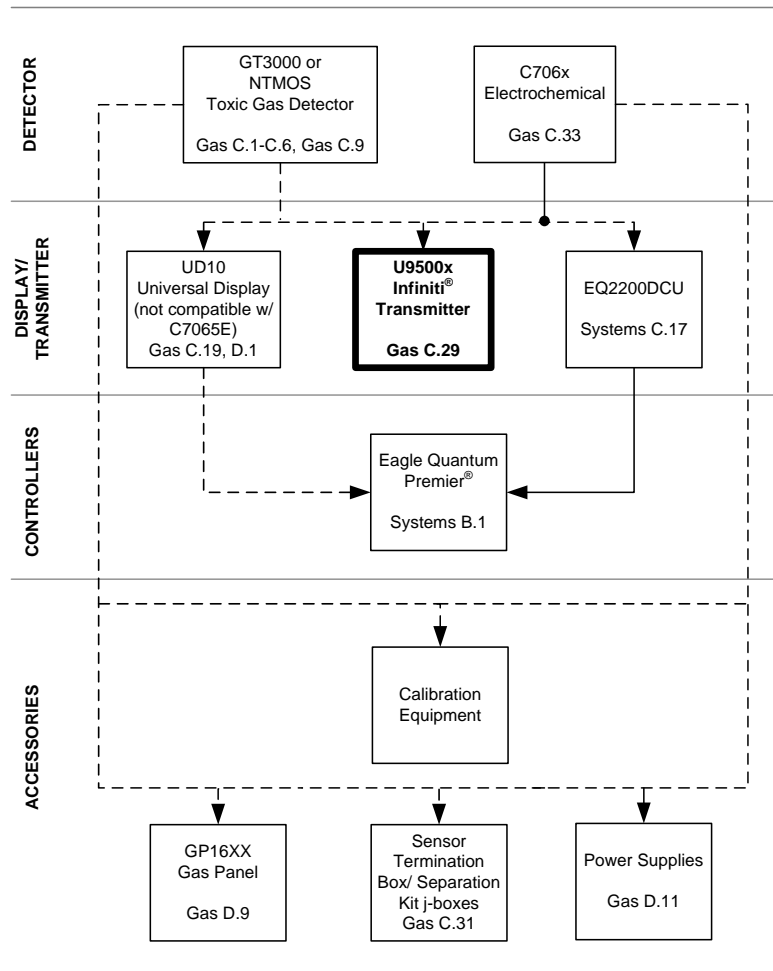 DETECTOR
GT3000 or
NTMOS
Toxic Gas Detector
Gas C.1-C.6, Gas C.9
C706x
Electrochemical
Gas C.33
DISPLAY/
TRANSMITTER
UD10
Universal Display
(not compatible w/
C7065E)
Gas C.19, D.1
U9500x
Infiniti®
Transmitter
Gas C.29
EQ2200DCU
Systems C.17
CONTROLLERS
Eagle Quantum
Premier®
Systems B.1
ACCESSORIES
Calibration
Equipment
GP16XX
Gas Panel
Gas D.9
Sensor
Termination
Box/ Separation
Kit j-boxes
Gas C.31
Power Supplies
Gas D.11